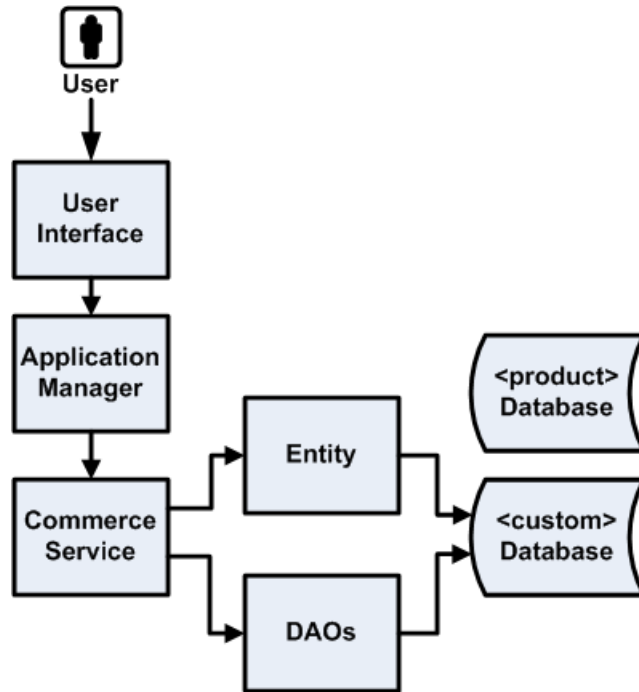 User
User
Interface
Application
Manager
Commerce
Service
Entity
DAOs
<product>
Database
<custom>
Database